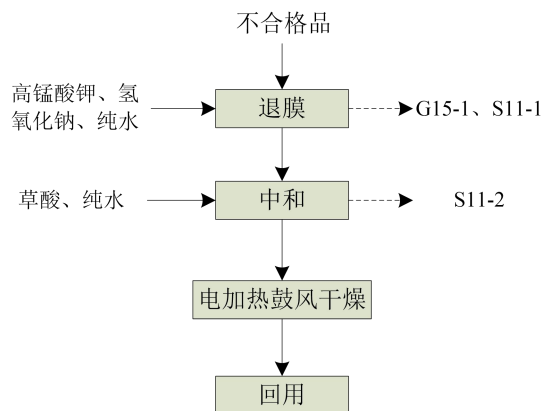 不合格品
高锰酸钾、氢
氧化钠、纯水
退膜
G15-1、S11-1
草酸、纯水
中和
S11-2
电加热鼓风干燥
回用